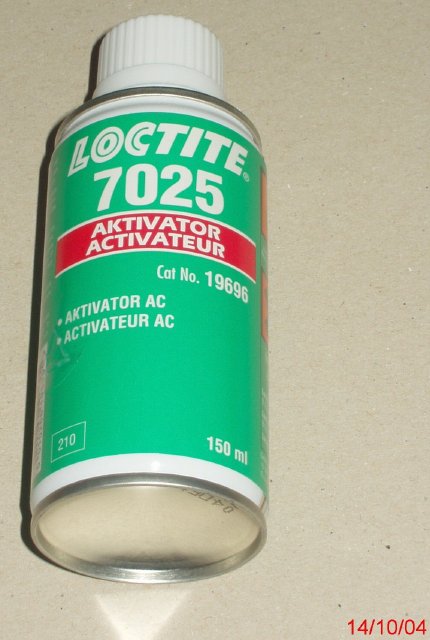 LOCTITE®
7025
AKTIVATOR
ACTIVATEUR
Cat No. 19696
• AKTIVATOR AC
• ACTIVATEUR AC
210
150 ml
14/10/04